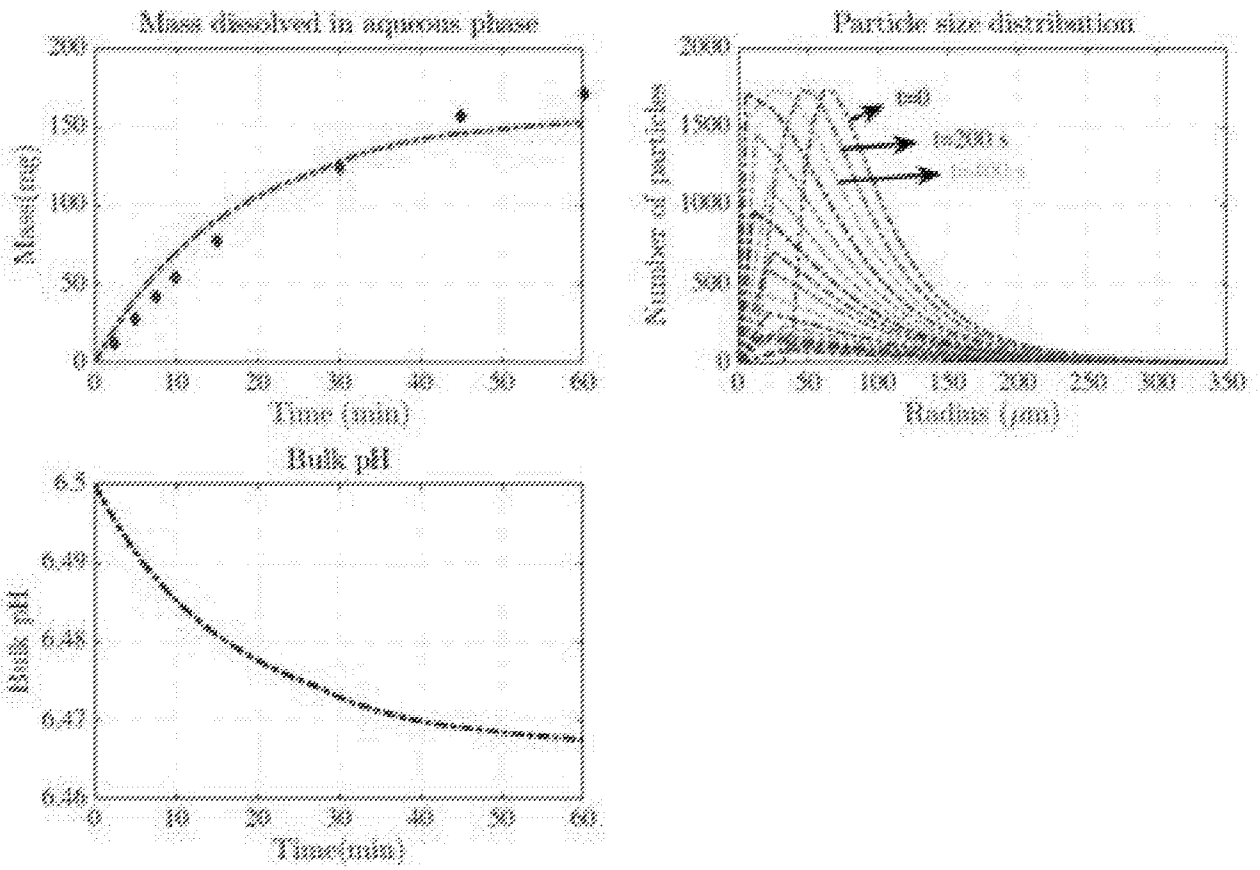 Mass dissolved in aqueous phase
200
150
100
50
0
Mass(mg)
0 10 20 30 40 50 60
Time (min)
Particle size distribution
2000
1500
1000
500
0
Number of particles
t=0
t=200 s
t=400 s
0 50 100 150 200 250 300 350
Radius (μm)
Bulk pH
6.5
6.49
6.48
6.47
6.46
Bulk pH
0 10 20 30 40 50 60
Time(min)